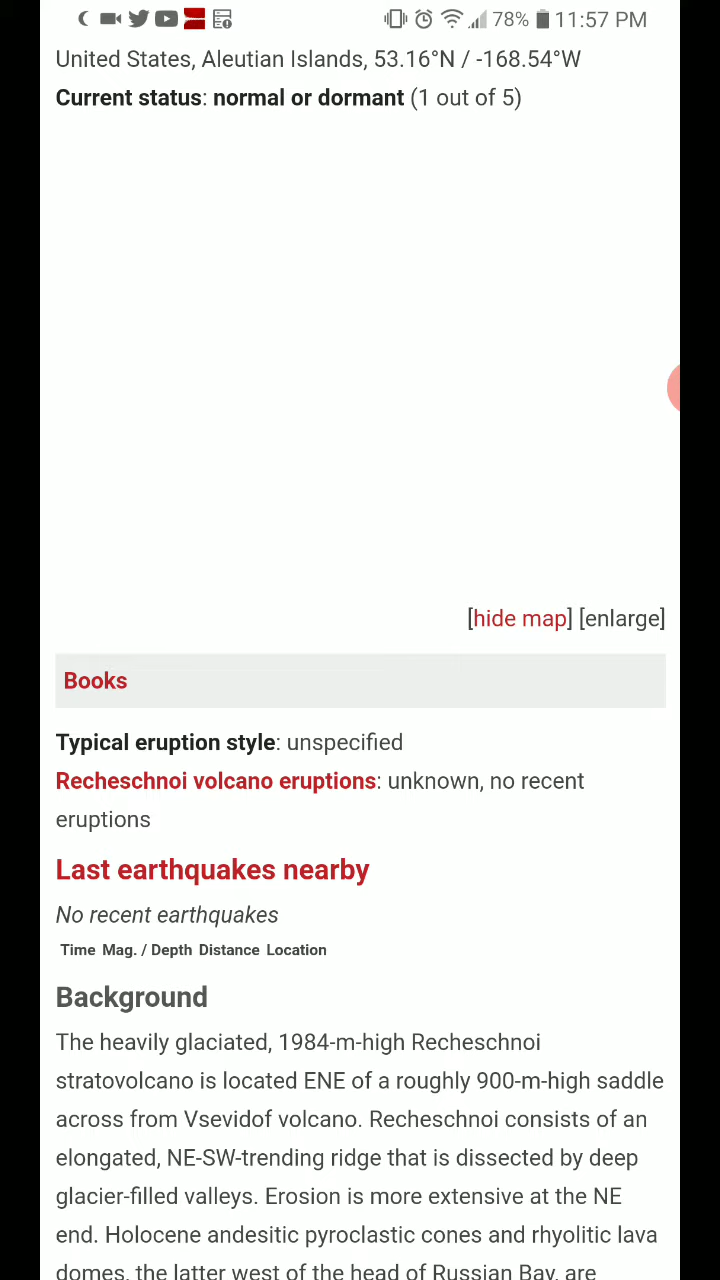 78% 11:57 PM
United States, Aleutian Islands, 53.16°N / -168.54°W
Current status: normal or dormant (1 out of 5)
[hide map] [enlarge]
Books
Typical eruption style: unspecified
Recheschnoi volcano eruptions: unknown, no recent
eruptions
Last earthquakes nearby
No recent earthquakes
Time Mag. / Depth Distance Location
Background
The heavily glaciated, 1984-m-high Recheschnoi
stratovolcano is located ENE of a roughly 900-m-high saddle
across from Vsevidof volcano. Recheschnoi consists of an
elongated, NE-SW-trending ridge that is dissected by deep
glacier-filled valleys. Erosion is more extensive at the NE
end. Holocene andesitic pyroclastic cones and rhyolitic lava
domes, the latter west of the head of Russian Bay, are